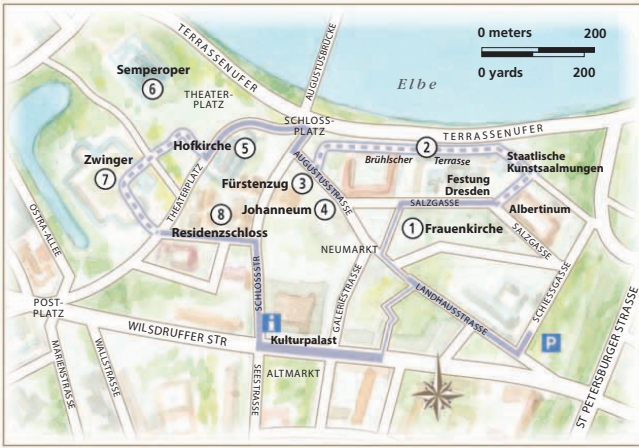 0 meters 200
0 yards 200
Elbe
TERRASSENUFER
AUGUSTUSBRÜCKE
Semperoper
6
THEATER-
PLATZ
SCHLOSS-
PLATZ
TERRASSENUFER
Hofkirche
5
2
Brühlscher Terrasse
Staatlische
Kunstsaalmungen
Zwinger
7
THEATERPLATZ
AUGUSTUSSTRASSE
Fürstenzug 3
Festung
Dresden
OSTRA-ALLEE
8
Johanneum 4
SALZGASSE
Albertinum
Residenzschloss
1
Frauenkirche
SALZGASSE
NEUMARKT
SCHLOSSTR
GALERIESTRASSE
LANDHAUSSTRASSE
SCHIESSGASSE
POST-
PLATZ
WILSDRUFFER STR
i
Kulturpalast
P
MARIENSTRASSE
WALLSTRASSE
SEESTRASSE
ALTMARKT
ST PETERSBURGER STRASSE